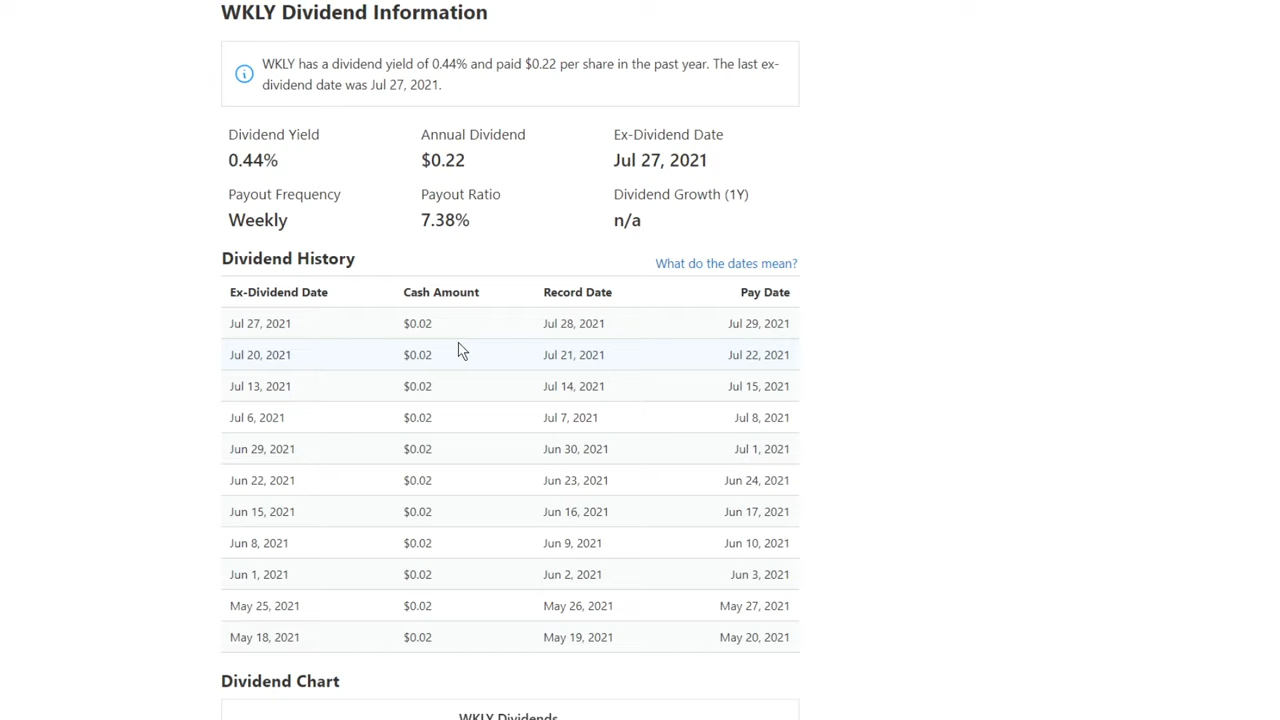 WKLY Dividend Information
WKLY has a dividend yield of 0.44% and paid $0.22 per share in the past year. The last ex-
dividend date was Jul 27, 2021.
Dividend Yield Annual Dividend Ex-Dividend Date
0.44% $0.22 Jul 27, 2021
Payout Frequency Payout Ratio Dividend Growth (1Y)
Weekly 7.38% n/a
Dividend History What do the dates mean?
Ex-Dividend Date Cash Amount Record Date Pay Date
Jul 27, 2021 $0.02 Jul 28, 2021 Jul 29, 2021
Jul 20, 2021 $0.02 Jul 21, 2021 Jul 22, 2021
Jul 13, 2021 $0.02 Jul 14, 2021 Jul 15, 2021
Jul 6, 2021 $0.02 Jul 7, 2021 Jul 8, 2021
Jun 29, 2021 $0.02 Jun 30, 2021 Jul 1, 2021
Jun 22, 2021 $0.02 Jun 23, 2021 Jun 24, 2021
Jun 15, 2021 $0.02 Jun 16, 2021 Jun 17, 2021
Jun 8, 2021 $0.02 Jun 9, 2021 Jun 10, 2021
Jun 1, 2021 $0.02 Jun 2, 2021 Jun 3, 2021
May 25, 2021 $0.02 May 26, 2021 May 27, 2021
May 18, 2021 $0.02 May 19, 2021 May 20, 2021
Dividend Chart
WKLY Dividends